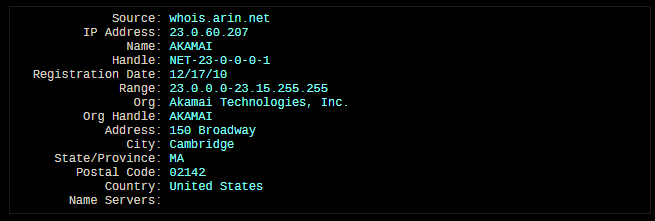 Source: whois.arin.net
IP Address: 23.0.60.207
Name: AKAMAI
Handle: NET-23-0-0-0-1
Registration Date: 12/17/10
Range: 23.0.0.0-23.15.255.255
Org: Akamai Technologies, Inc.
Org Handle: AKAMAI
Address: 150 Broadway
City: Cambridge
State/Province: MA
Postal Code: 02142
Country: United States
Name Servers: